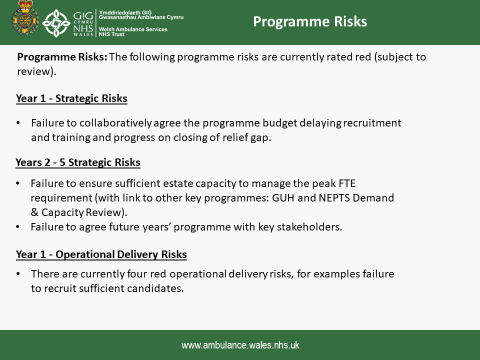 Ymddiriedolaeth GIG
Gwasanaethau Ambiwlans Cymru
GIG
CYMRU
NHS
WALES
Welsh Ambulance Services
NHS Trust
Programme Risks
Programme Risks: The following programme risks are currently rated red (subject to
review).
Year 1 - Strategic Risks
• Failure to collaboratively agree the programme budget delaying recruitment
and training and progress on closing of relief gap.
Years 2 - 5 Strategic Risks
• Failure to ensure sufficient estate capacity to manage the peak FTE
requirement (with link to other key programmes: GUH and NEPTS Demand
& Capacity Review).
• Failure to agree future years' programme with key stakeholders.
Year 1 - Operational Delivery Risks
• There are currently four red operational delivery risks, for examples failure
to recruit sufficient candidates.
www.ambulance.wales.nhs.uk